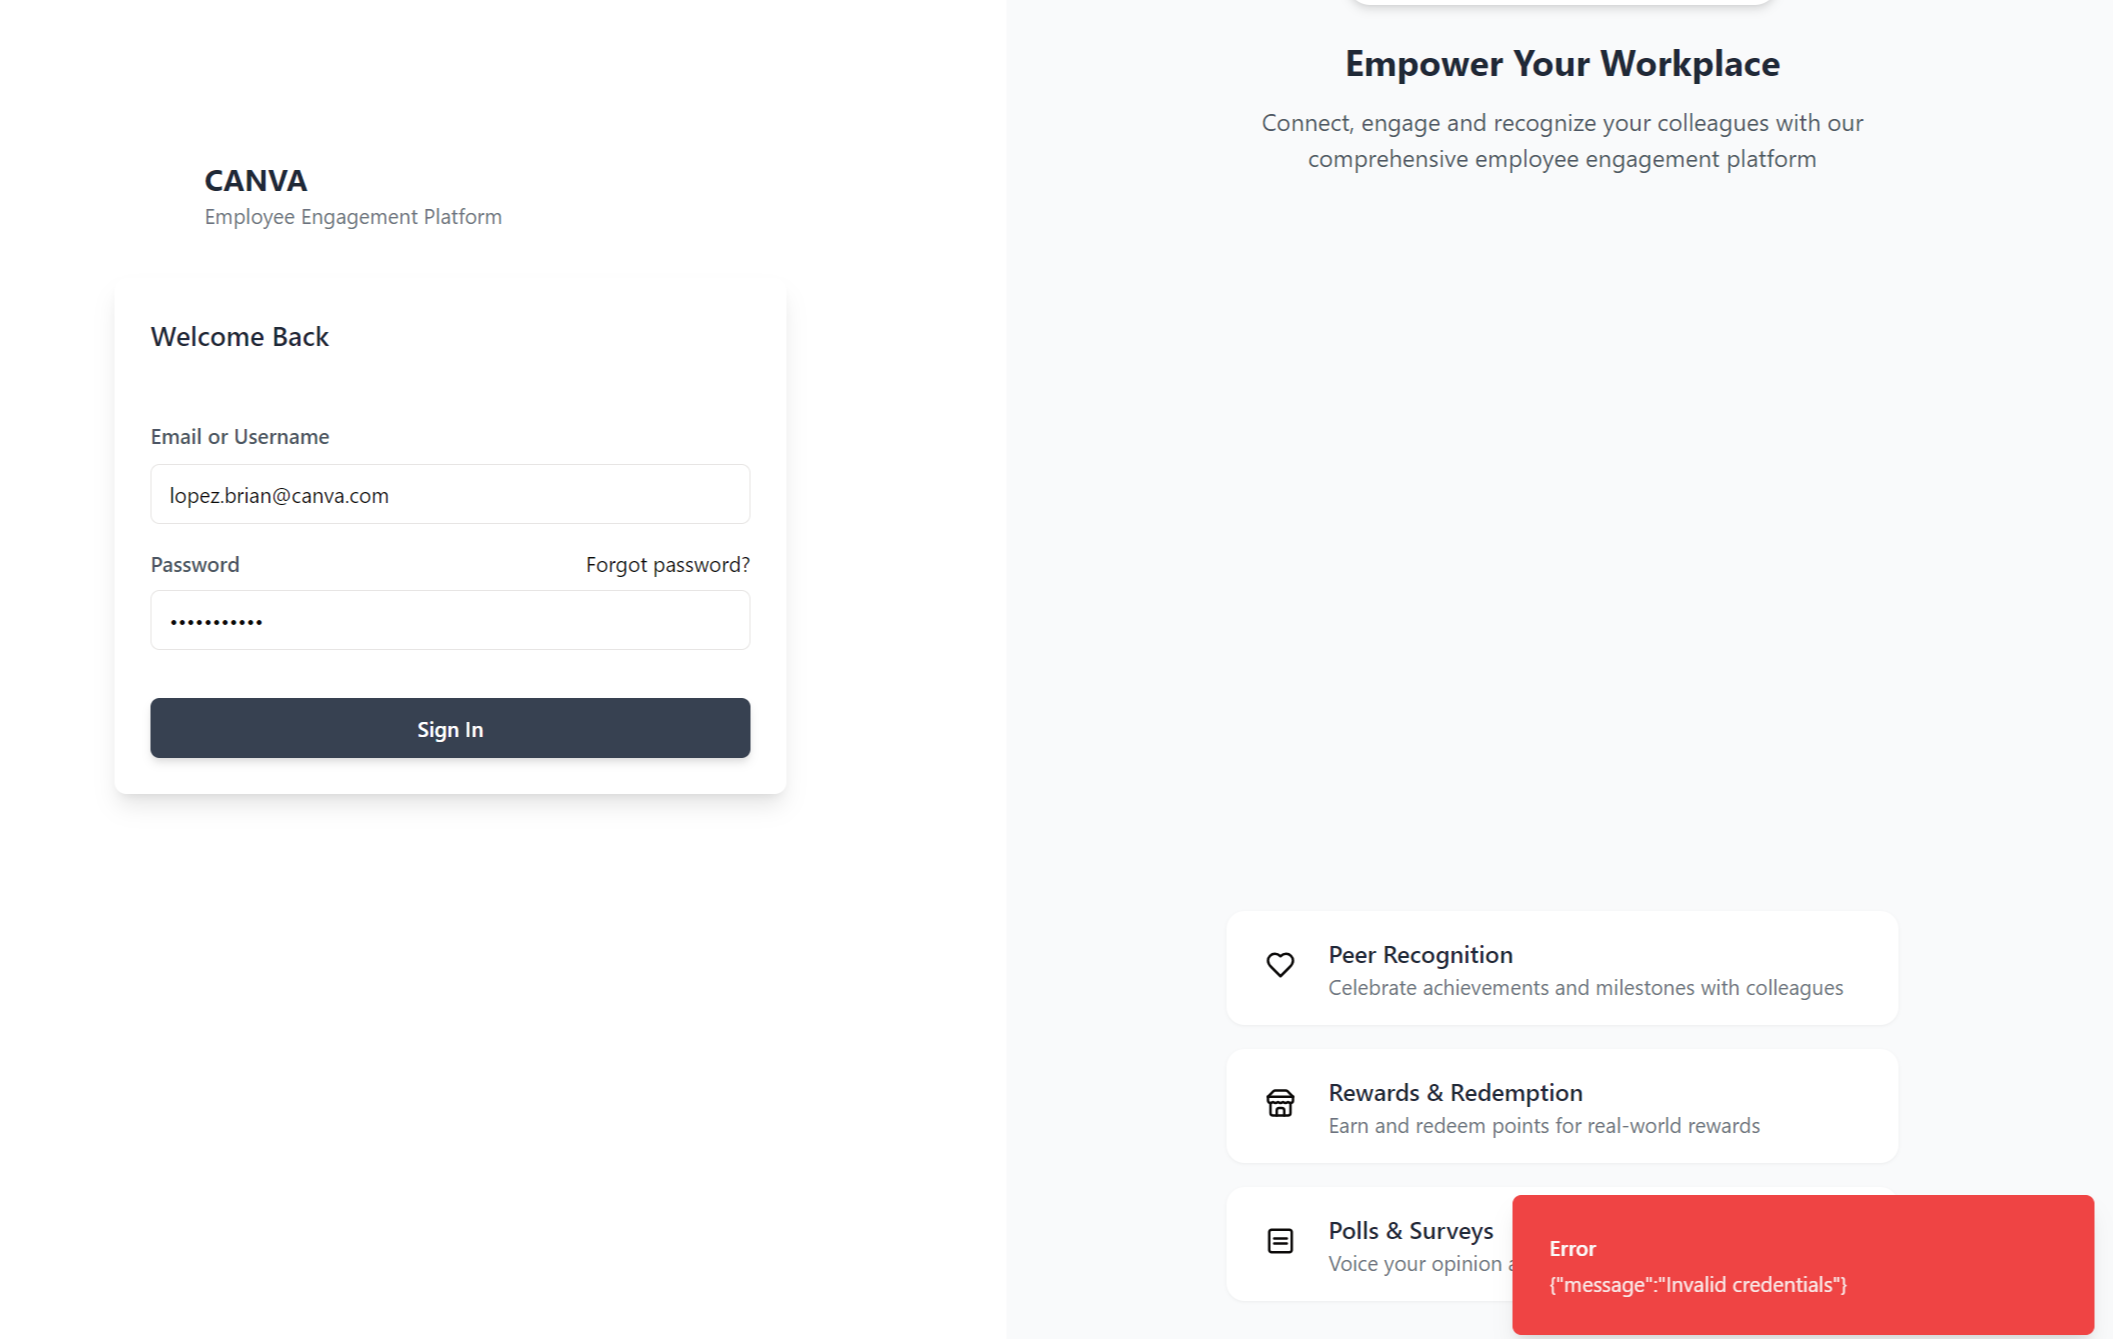 CANVA
Employee Engagement Platform
Welcome Back
Email or Username
lopez.brian@canva.com
Password
Forgot password?
•••••••••••
Sign In
Empower Your Workplace
Connect, engage and recognize your colleagues with our
comprehensive employee engagement platform
Peer Recognition
Celebrate achievements and milestones with colleagues
Rewards & Redemption
Earn and redeem points for real-world rewards
Polls & Surveys
Voice your opinion
Error
{"message":"Invalid credentials"}